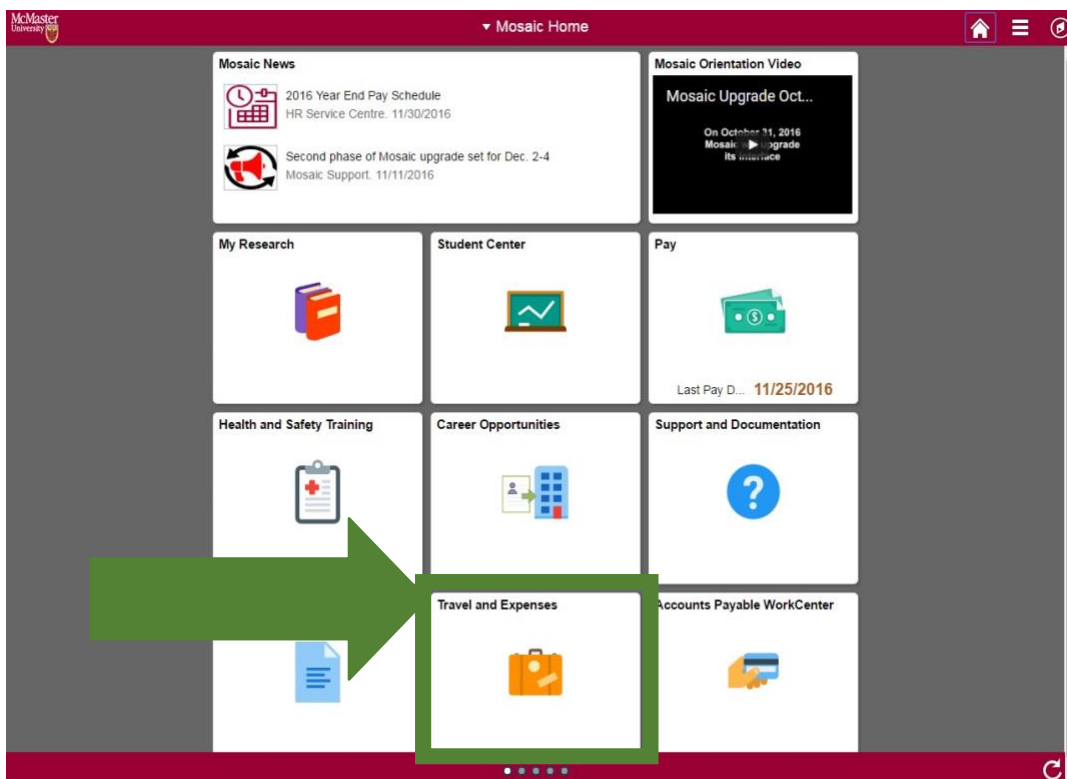 McMaster
University
Mosaic Home
Mosaic News
2016 Year End Pay Schedule
HR Service Centre. 11/30/2016
Second phase of Mosaic upgrade set for Dec. 2-4
Mosaic Support. 11/11/2016
Mosaic Orientation Video
Mosaic Upgrade Oct...
On October 31, 2016
Mosaic upgrade
its interface
My Research
Student Center
Pay
Last Pay D... 11/25/2016
Health and Safety Training
Career Opportunities
Support and Documentation
Travel and Expenses
Accounts Payable WorkCenter